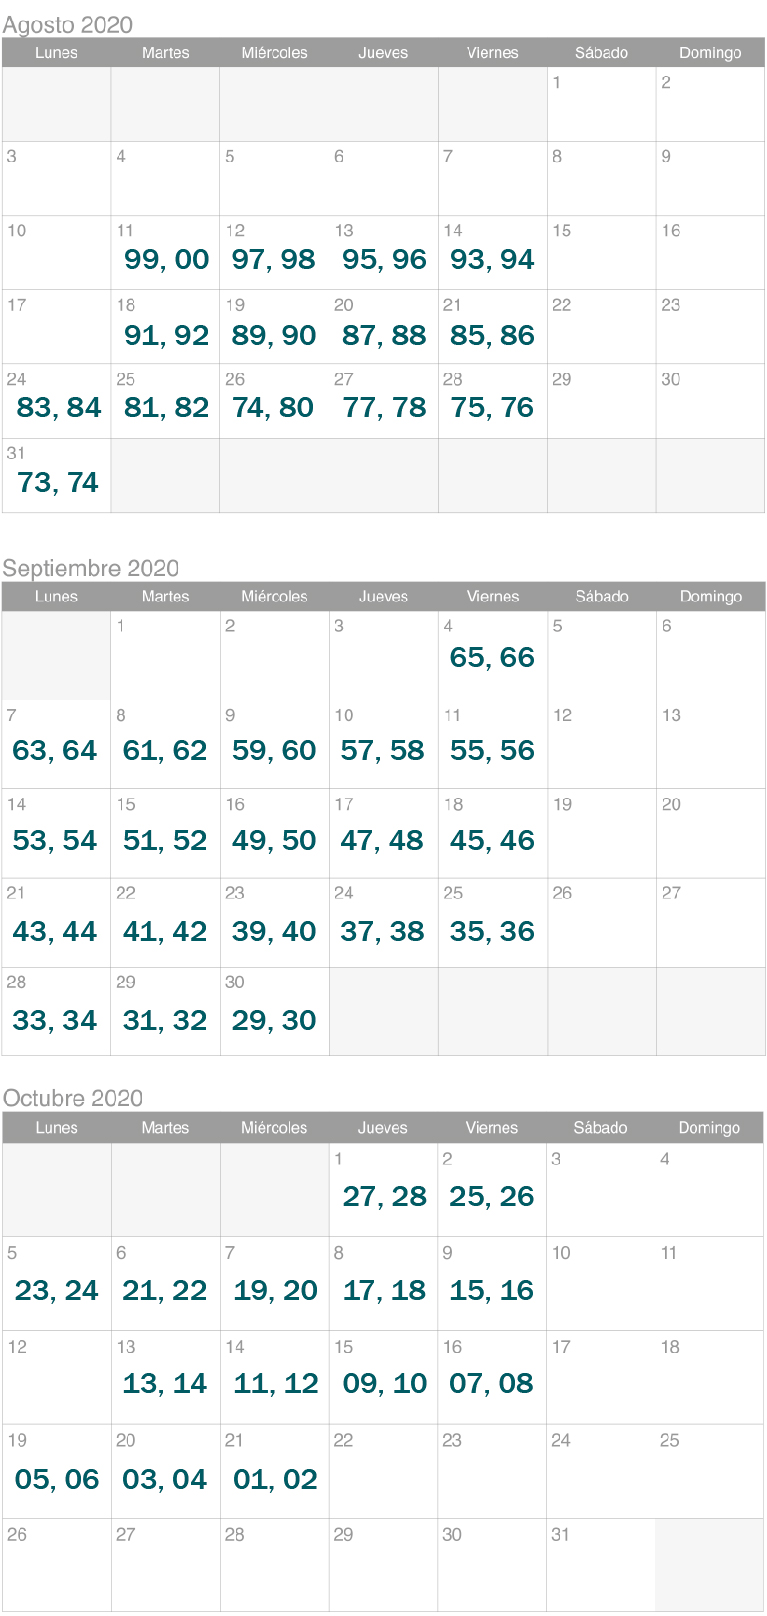 Agosto 2020
Lunes Martes Miércoles Jueves Viernes Sábado Domingo
1 2
3 4 5 6 7 8 9
10 11 12 13 14 15 16
99, 00 97, 98 95, 96 93, 94
17 18 19 20 21 22 23
91, 92 89, 90 87, 88 85, 86
24 25 26 27 28 29 30
83, 84 81, 82 74, 80 77, 78 75, 76
31
73, 74
Septiembre 2020
Lunes Martes Miércoles Jueves Viernes Sábado Domingo
1 2 3 4 5 6
65, 66
7 8 9 10 11 12 13
63, 64 61, 62 59, 60 57, 58 55, 56
14 15 16 17 18 19 20
53, 54 51, 52 49, 50 47, 48 45, 46
21 22 23 24 25 26 27
43, 44 41, 42 39, 40 37, 38 35, 36
28 29 30
33, 34 31, 32 29, 30
Octubre 2020
Lunes Martes Miércoles Jueves Viernes Sábado Domingo
1 2 3 4
27, 28 25, 26
5 6 7 8 9 10 11
23, 24 21, 22 19, 20 17, 18 15, 16
12 13 14 15 16 17 18
13, 14 11, 12 09, 10 07, 08
19 20 21 22 23 24 25
05, 06 03, 04 01, 02
26 27 28 29 30 31